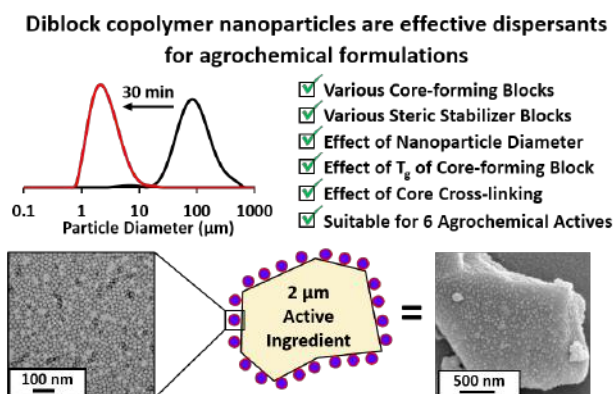 Diblock copolymer nanoparticles are effective dispersants
for agrochemical formulations
30 min
0.1 1 10 100 1000
Particle Diameter (μm)
Various Core-forming Blocks
Various Steric Stabilizer Blocks
Effect of Nanoparticle Diameter
Effect of Tg of Core-forming Block
Effect of Core Cross-linking
Suitable for 6 Agrochemical Actives
100 nm
2 μm
Active
Ingredient
=
500 nm